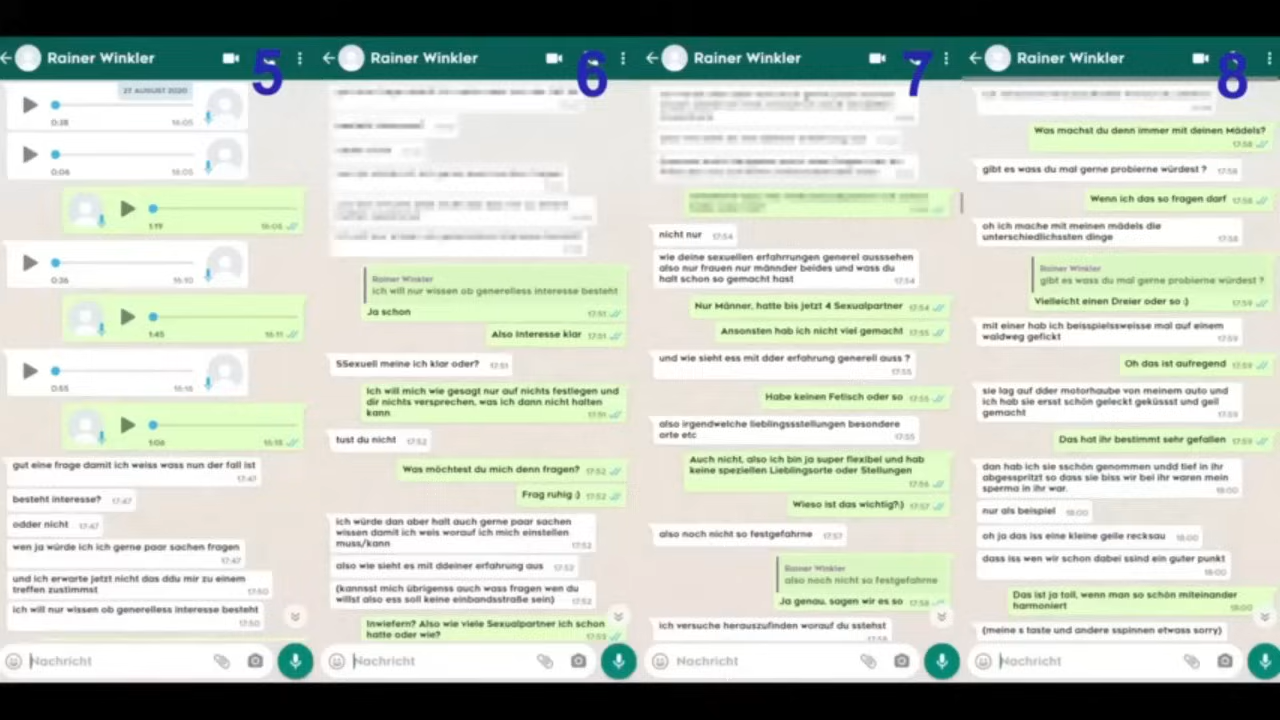 Rainer Winkler
5
27 AUGUST 2020
0:38 16:05
0:06 16:05
1:19 16:08
0:36 16:10
1:45 16:11
0:55 16:16
1:06 16:18
gut eine frage damit ich weiss wass nun der fall ist
17:47
besteht interesse? 17:47
odder nicht 17:47
wen ja würde ich ich gerne paar sachen fragen
17:47
und ich erwarte jetzt nicht das ddu mir zu einem
treffen zustimmst 17:50
ich will nur wissen ob generelless interesse besteht
17:50
Nachricht
Rainer Winkler
6
Rainer Winkler
ich will nur wissen ob generelless interesse besteht
Ja schon 17:51
Also Interesse klar 17:51
SSexuell meine ich klar oder? 17:51
Ich will mich wie gesagt nur auf nichts festlegen und
dir nichts versprechen, was ich dann nicht halten
kann 17:51
tust du nicht 17:52
Was möchtest du mich denn fragen? 17:52
Frag ruhig :) 17:52
ich würde dan aber halt auch gerne paar sachen
wissen damit ich weis worauf ich mich einstellen
muss/kann 17:52
also wie sieht es mit ddeiner erfahrung aus 17:52
(kannsst mich übrigenss auch wass fragen wen du
willst also ess soll keine einbandsstraße sein) 17:52
Inwiefern? Also wie viele Sexualpartner ich schon
hatte oder wie? 17:53
Nachricht
Rainer Winkler
7
nicht nur 17:54
wie deine sexuellen erfahrrungen generel ausssehen
also nur frauen nur männder beides und wass du
halt schon so gemacht hast 17:54
Nur Männer, hatte bis jetzt 4 Sexualpartner 17:54
Ansonsten hab ich nicht viel gemacht 17:55
und wie sieht ess mit dder erfahrung generell auss ?
17:55
Habe keinen Fetisch oder so 17:55
also irgendwelche lieblingssstellungen besondere
orte etc 17:55
Auch nicht, also ich bin ja super flexibel und hab
keine speziellen Lieblingsorte oder Stellungen
17:56
Wieso ist das wichtig?:) 17:57
also noch nicht so festgefahrne 17:57
Rainer Winkler
also noch nicht so festgefahrne
Ja genau, sagen wir es so 17:58
ich versuche herauszufinden worauf du sstehst
17:58
Nachricht
Rainer Winkler
8
Was machst du denn immer mit deinen Mädels?
17:58
gibt es wass du mal gerne probierne würdest ? 17:58
Wenn ich das so fragen darf 17:58
oh ich mache mit meinen mädels die
unterschiedlichssten dinge 17:58
Rainer Winkler
gibt es wass du mal gerne probierne würdest ?
Vielleicht einen Dreier oder so :) 17:59
mit einer hab ich beisspielssweisse mal auf einem
waldweg gefickt 17:59
Oh das ist aufregend 17:59
sie lag auf dder motorhaube von meinem auto und
ich hab sie ersst schön geleckt geküssst und geil
gemacht 17:59
Das hat ihr bestimmt sehr gefallen 17:59
dan hab ich sie sschön genommen undd tief in ihr
abgesspritzt so dass sie biss wir bei ihr waren mein
sperma in ihr war. 18:00
nur als beispiel 18:00
oh ja das iss eine kleine geile recksau 18:00
dass iss wen wir schon dabei ssind ein guter punkt
18:00
Das ist ja toll, wenn man so schön miteinander
harmoniert 18:00
(meine s taste und andere sspinnen etwass sorry)
Nachricht